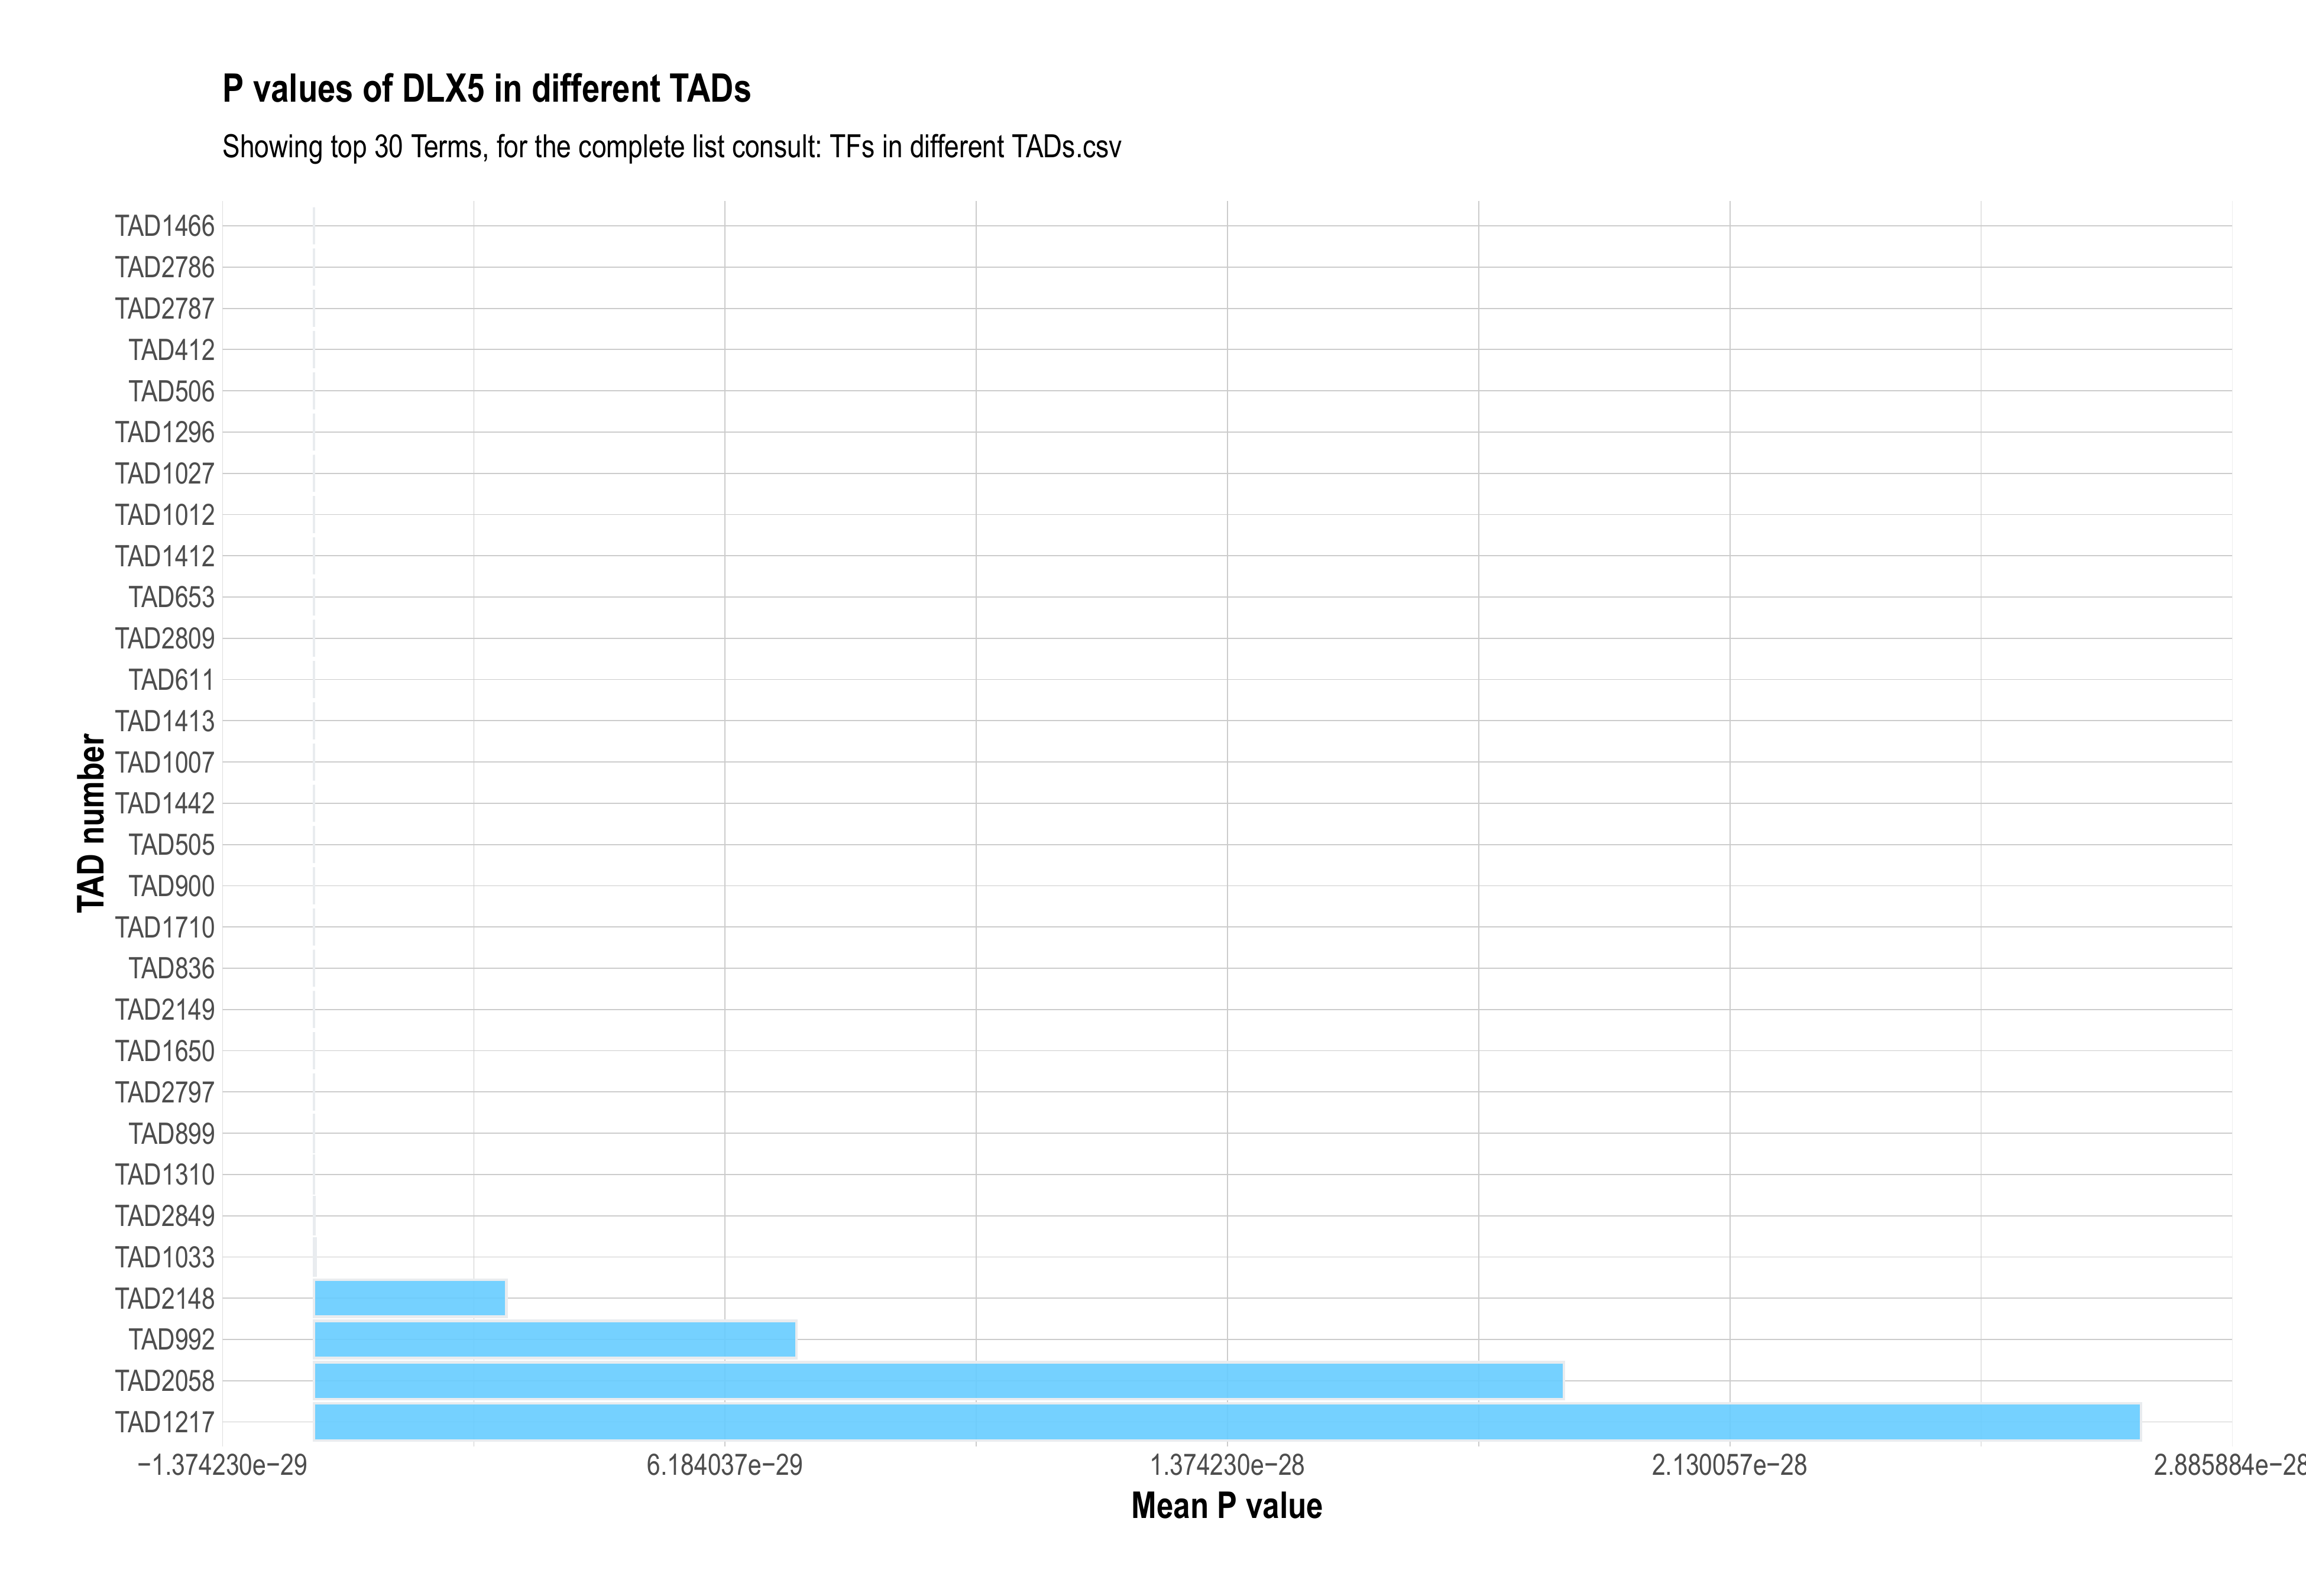 P values of DLX5 in different TADs
Showing top 30 Terms, for the complete list consult: TFs in different TADs.csv
TAD number
TAD1466
TAD2786
TAD2787
TAD412
TAD506
TAD1296
TAD1027
TAD1012
TAD1412
TAD653
TAD2809
TAD611
TAD1413
TAD1007
TAD1442
TAD505
TAD900
TAD1710
TAD836
TAD2149
TAD1650
TAD2797
TAD899
TAD1310
TAD2849
TAD1033
TAD2148
TAD992
TAD2058
TAD1217
−1.374230e−29 6.184037e−29 1.374230e−28 2.130057e−28 2.885884e−28
Mean P value